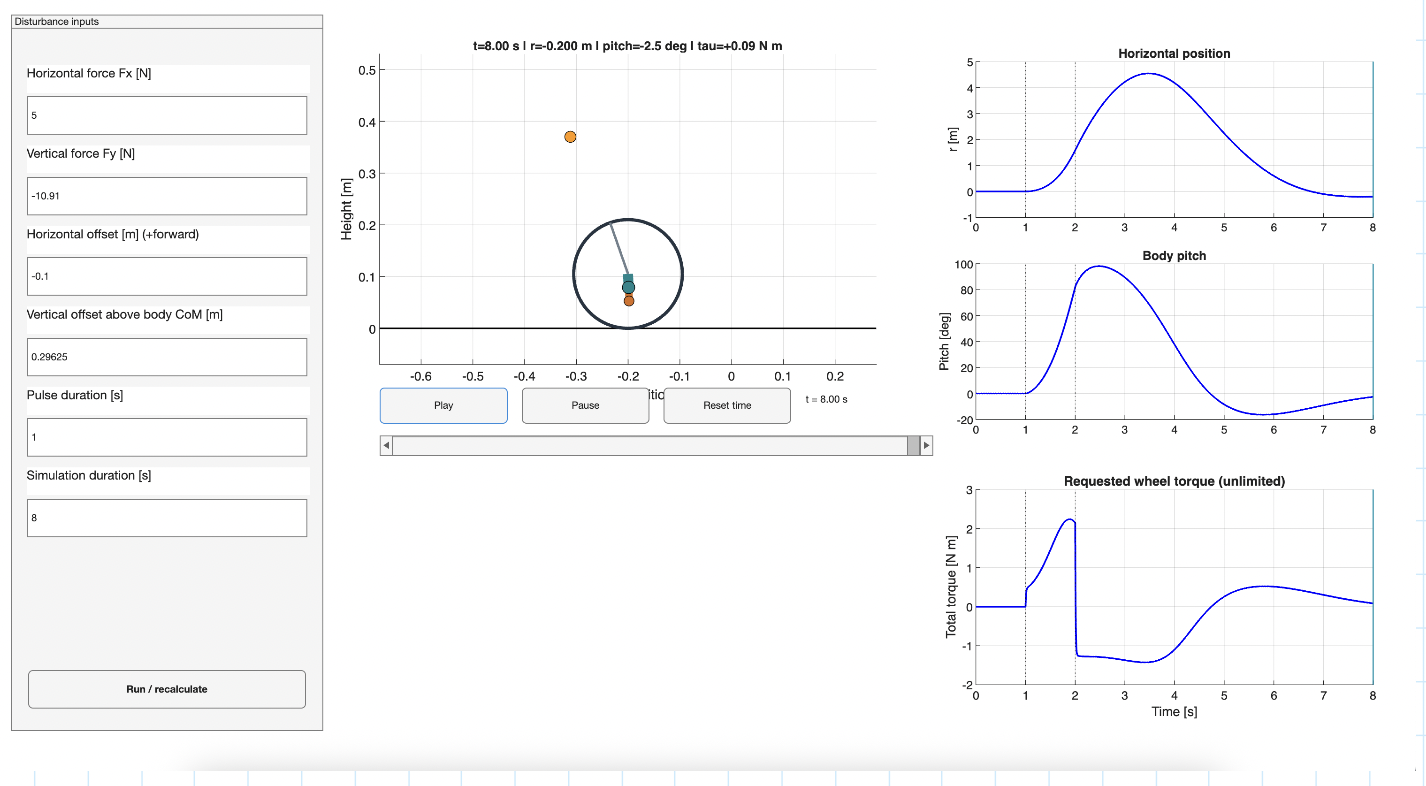 Disturbance inputs
Horizontal force Fx [N]
5
Vertical force Fy [N]
-10.91
Horizontal offset [m] (+forward)
-0.1
Vertical offset above body CoM [m]
0.29625
Pulse duration [s]
1
Simulation duration [s]
8
Run / recalculate
t=8.00 s | r=-0.200 m | pitch=-2.5 deg | tau=+0.09 N m
Height [m]
0.5
0.4
0.3
0.2
0.1
0
-0.6 -0.5 -0.4 -0.3 -0.2 -0.1 0 0.1 0.2
Play Pause Reset time t = 8.00 s
Horizontal position
r [m]
5
4
3
2
1
0
-1
0 1 2 3 4 5 6 7 8
Body pitch
Pitch [deg]
100
80
60
40
20
0
-20
0 1 2 3 4 5 6 7 8
Requested wheel torque (unlimited)
Total torque [N m]
3
2
1
0
-1
-2
0 1 2 3 4 5 6 7 8
Time [s]